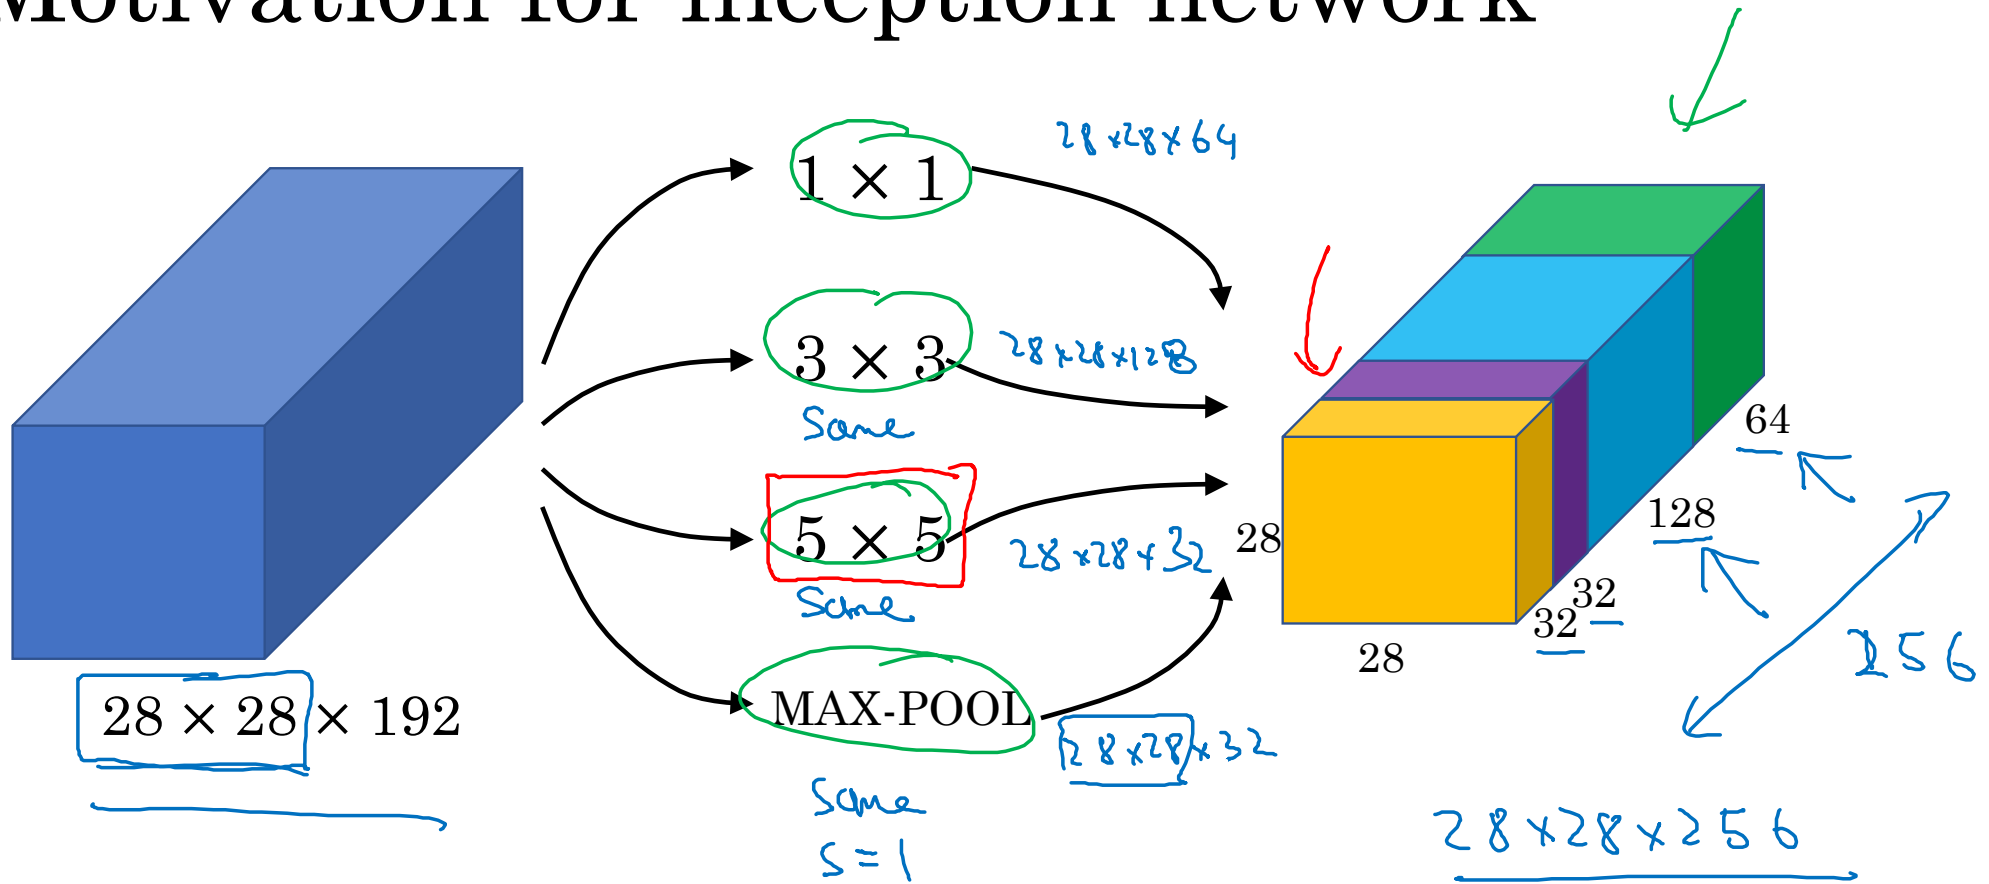 Motivation for inception network
1 × 1
28×28×64
3 × 3
28×28×128
Same
5 × 5
28×28×32
Same
MAX-POOL
28×28×32
Same
s = 1
28 × 28 × 192
28
28
32
32
128
64
256
28×28×256